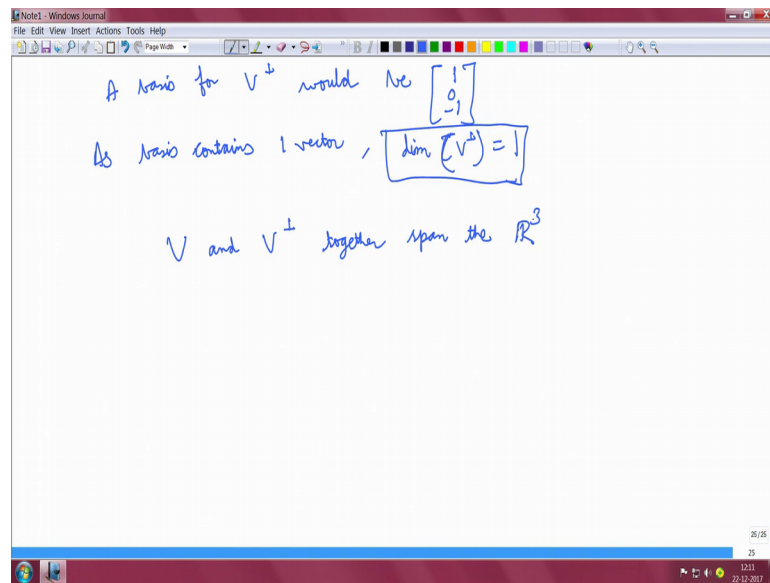 Note1 - Windows Journal
File Edit View Insert Actions Tools Help
Page Width
A basis for V⊥ would be [1 0 -1]
As basis contains 1 vector, dim (V⊥) = 1
V and V⊥ together span the ℝ³
25/25
25
12:11
22-12-2017